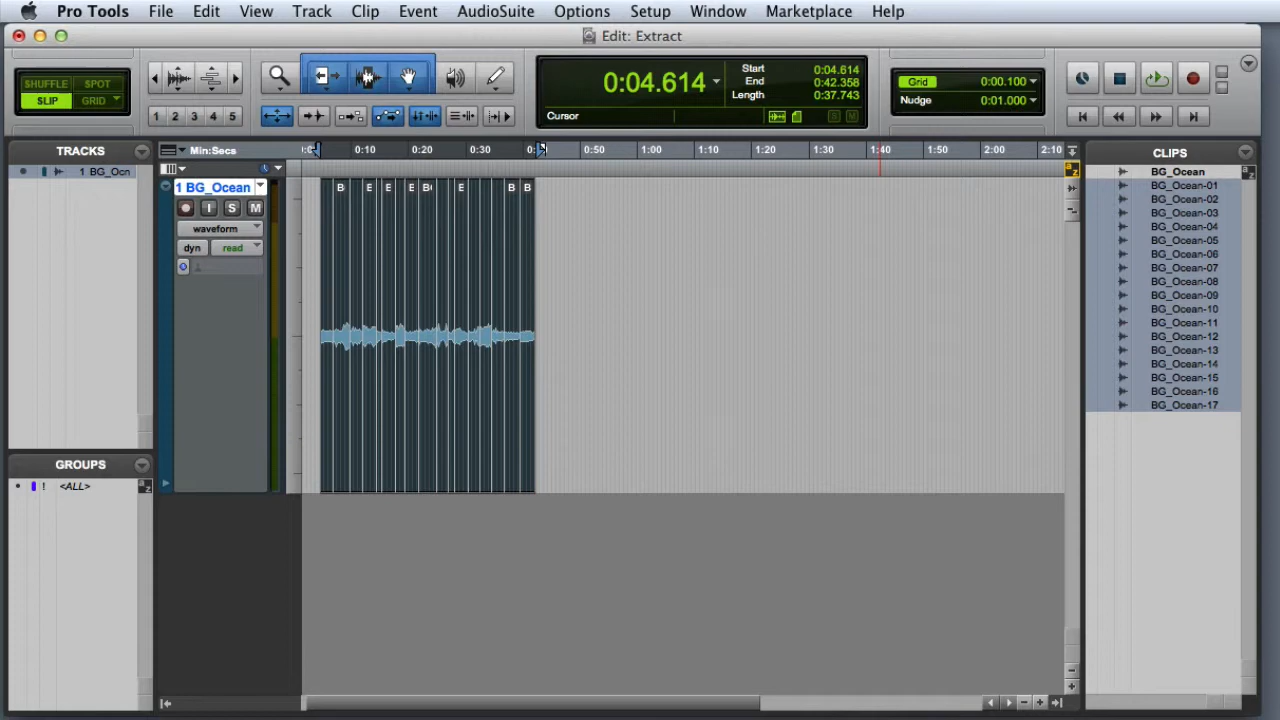 Pro Tools File Edit View Track Clip Event AudioSuite Options Setup Window Marketplace Help
Edit: Extract
SHUFFLE SPOT
SLIP GRID
1 2 3 4 5
0:04.614
Start 0:04.614
End 0:42.358
Length 0:37.743
Cursor
S M
Grid 0:00.100
Nudge 0:01.000
TRACKS
1 BG_Ocn
GROUPS
! <ALL>
a z
Min:Secs
0:10 0:20 0:30 0:50 1:00 1:10 1:20 1:30 1:40 1:50 2:00 2:10
1 BG_Ocean
I S M
waveform
dyn read
B E E E B E B B
a z
CLIPS
a z
BG_Ocean
BG_Ocean-01
BG_Ocean-02
BG_Ocean-03
BG_Ocean-04
BG_Ocean-05
BG_Ocean-06
BG_Ocean-07
BG_Ocean-08
BG_Ocean-09
BG_Ocean-10
BG_Ocean-11
BG_Ocean-12
BG_Ocean-13
BG_Ocean-14
BG_Ocean-15
BG_Ocean-16
BG_Ocean-17